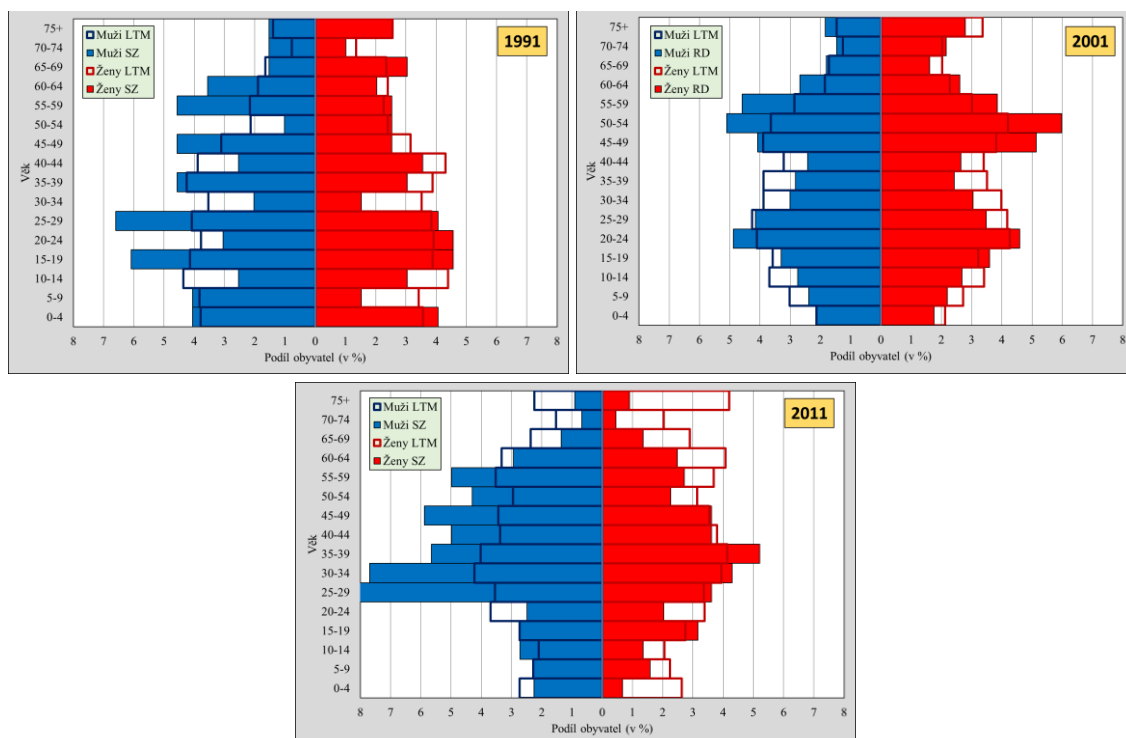 Muži LTM
Muži SZ
Ženy LTM
Ženy SZ
1991
Věk
75+
70-74
65-69
60-64
55-59
50-54
45-49
40-44
35-39
30-34
25-29
20-24
15-19
10-14
5-9
0-4
8 7 6 5 4 3 2 1 0 1 2 3 4 5 6 7 8
Podíl obyvatel (v %)
Muži LTM
Muži RD
Ženy LTM
Ženy RD
2001
Věk
75+
70-74
65-69
60-64
55-59
50-54
45-49
40-44
35-39
30-34
25-29
20-24
15-19
10-14
5-9
0-4
8 7 6 5 4 3 2 1 0 1 2 3 4 5 6 7 8
Podíl obyvatel (v %)
Muži LTM
Muži SZ
Ženy LTM
Ženy SZ
2011
Věk
75+
70-74
65-69
60-64
55-59
50-54
45-49
40-44
35-39
30-34
25-29
20-24
15-19
10-14
5-9
0-4
8 7 6 5 4 3 2 1 0 1 2 3 4 5 6 7 8
Podíl obyvatel (v %)